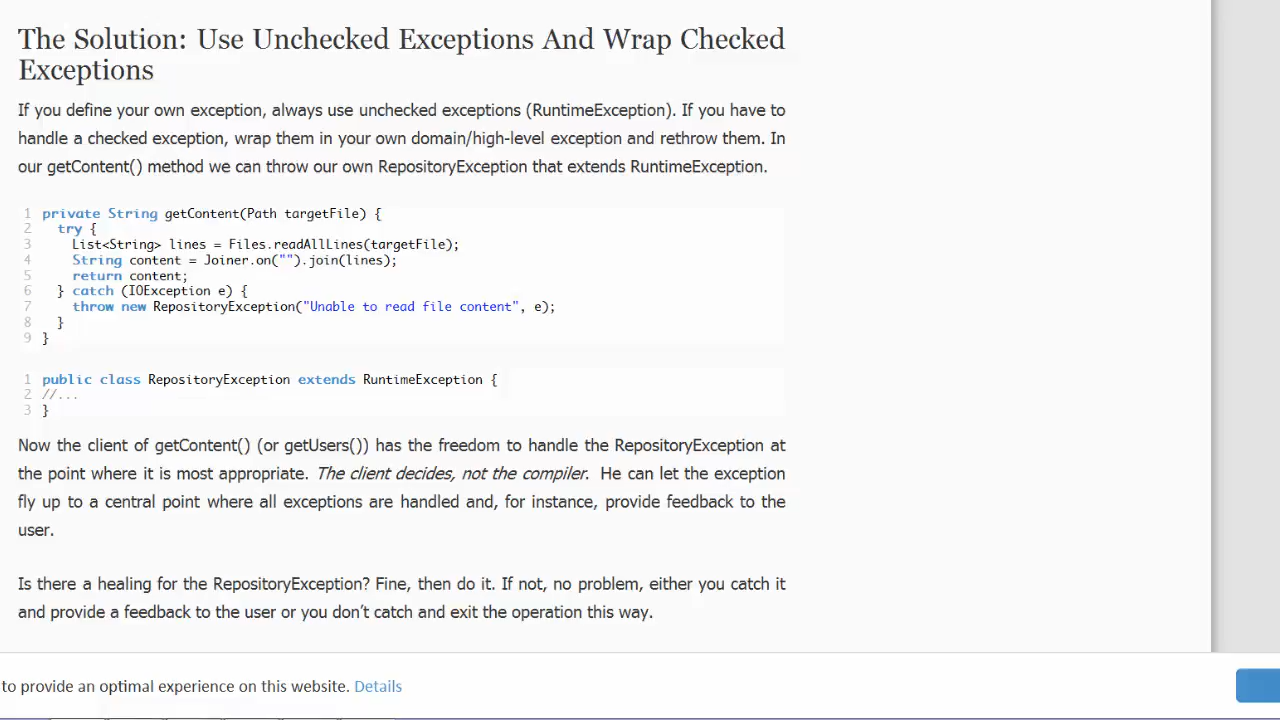 The Solution: Use Unchecked Exceptions And Wrap Checked
Exceptions
If you define your own exception, always use unchecked exceptions (RuntimeException). If you have to
handle a checked exception, wrap them in your own domain/high-level exception and rethrow them. In
our getContent() method we can throw our own RepositoryException that extends RuntimeException.
1 private String getContent(Path targetFile) {
2   try {
3     List<String> lines = Files.readAllLines(targetFile);
4     String content = Joiner.on("").join(lines);
5     return content;
6   } catch (IOException e) {
7     throw new RepositoryException("Unable to read file content", e);
8   }
9 }
1 public class RepositoryException extends RuntimeException {
2 //...
3 }
Now the client of getContent() (or getUsers()) has the freedom to handle the RepositoryException at
the point where it is most appropriate. The client decides, not the compiler. He can let the exception
fly up to a central point where all exceptions are handled and, for instance, provide feedback to the
user.
Is there a healing for the RepositoryException? Fine, then do it. If not, no problem, either you catch it
and provide a feedback to the user or you don't catch and exit the operation this way.
to provide an optimal experience on this website. Details